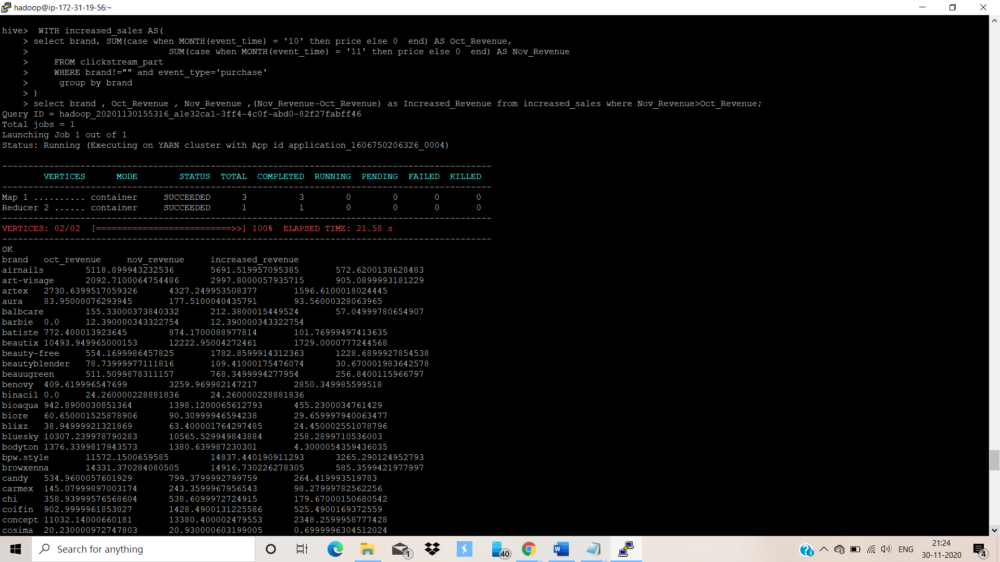 hadoop@ip-172-31-19-56:~
hive>  WITH increased_sales AS(
    > select brand, SUM(case when MONTH(event_time) = '10' then price else 0  end) AS Oct_Revenue,
    >                           SUM(case when MONTH(event_time) = '11' then price else 0  end) AS Nov_Revenue
    >     FROM clickstream_part
    >     WHERE brand!="" and event_type='purchase'
    >      group by brand
    > )
    > select brand , Oct_Revenue , Nov_Revenue ,(Nov_Revenue-Oct_Revenue) as Increased_Revenue from increased_sales where Nov_Revenue>Oct_Revenue;
Query ID = hadoop_20201130155316_a1e32ca1-3ff4-4c0f-abd0-82f27fabff46
Total jobs = 1
Launching Job 1 out of 1
Status: Running (Executing on YARN cluster with App id application_1606750206326_0004)
----------------------------------------------------------------------------------------------
        VERTICES      MODE        STATUS  TOTAL  COMPLETED  RUNNING  PENDING  FAILED  KILLED
----------------------------------------------------------------------------------------------
Map 1 .......... container     SUCCEEDED      3          3        0        0       0       0
Reducer 2 ...... container     SUCCEEDED      1          1        0        0       0       0
----------------------------------------------------------------------------------------------
VERTICES: 02/02  [==========================>>] 100%  ELAPSED TIME: 21.58 s
----------------------------------------------------------------------------------------------
OK
brand   oct_revenue     nov_revenue     increased_revenue
airnails        5118.899943232536       5691.519957095385       572.6200138628483
art-visage      2092.7100064754486      2997.8000057935715      905.0899993181229
artex   2730.6399517059326      4327.249953508377       1596.6100018024445
aura    83.95000076293945       177.5100040435791       93.56000328063965
balbcare        155.33000373840332      212.3800015449524       57.04999780654907
barbie  0.0     12.390000343322754      12.390000343322754
batiste 772.400013923645        874.1700088977814       101.76999497413635
beautix 10493.949965000153      12222.95004272461       1729.0000777244568
beauty-free     554.1699986457825       1782.8599914312363      1228.6899927854538
beautyblender   78.73999977111816       109.41000175476074      30.670001983642578
beauugreen      511.5099878311157       768.3499994277954       256.8400115966797
benovy  409.619996547699        3259.969982147217       2850.349985599518
binacil 0.0     24.260000228881836      24.260000228881836
bioaqua 942.8900030851364       1398.1200065612793      455.2300034761429
biore   60.650001525878906      90.30999946594238       29.659997940063477
blixz   38.94999921321869       63.400001764297485      24.450002551078796
bluesky 10307.239978790283      10565.529949843884      258.2899710536003
bodyton 1376.3399817943573      1380.639987230301       4.3000054359436035
bpw.style       11572.1500659585        14837.440190911293      3265.290124952793
browxenna       14331.370284080505      14916.730226278305      585.3599421977997
candy   534.9600057601929       799.3799992799759       264.419993519783
carmex  145.07999897003174      243.3599967956543       98.27999782562256
chi     358.93999576568604      538.6099972724915       179.67000150680542
coifin  902.9999961853027       1428.4900131225586      525.4900169372559
concept 11032.14000660181       13380.400002479553      2348.2599958777428
cosima  20.230000972747803      20.930000603199005      0.6999996304512024
Search for anything
1
40
W
ENG
21:24
30-11-2020
4